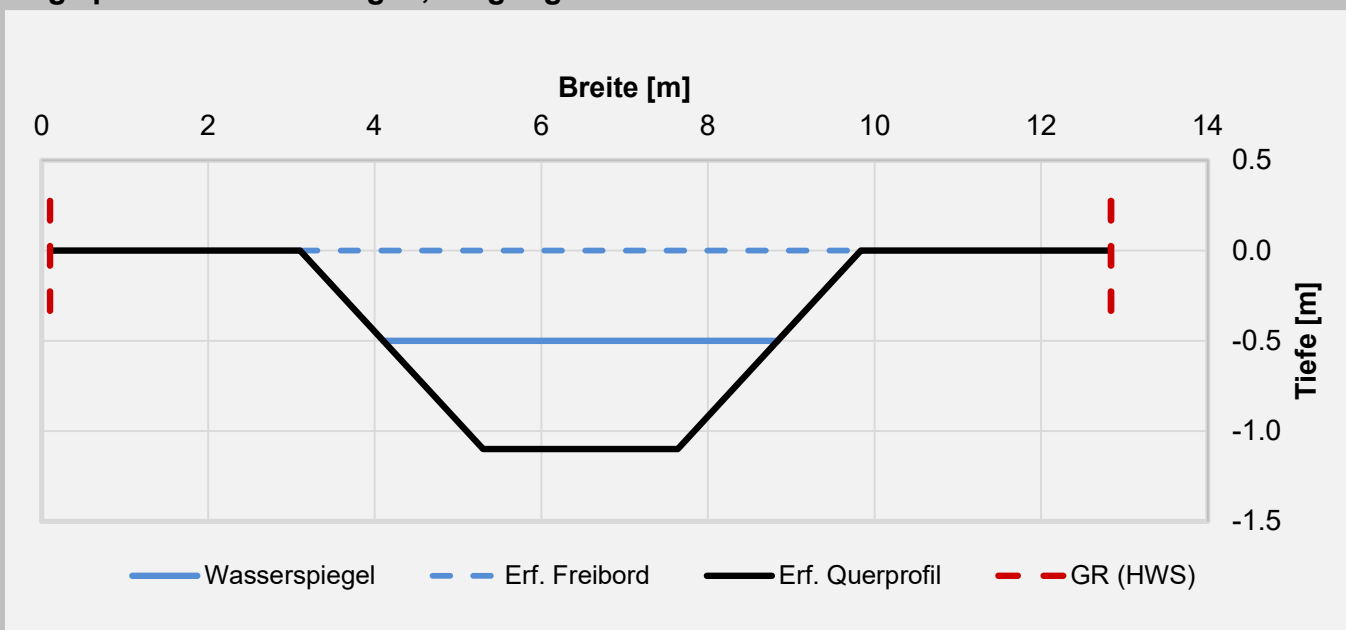 Breite [m]
0 2 4 6 8 10 12 14
0.5
0.0
-0.5
-1.0
-1.5
Tiefe [m]
Wasserspiegel Erf. Freibord Erf. Querprofil GR (HWS)